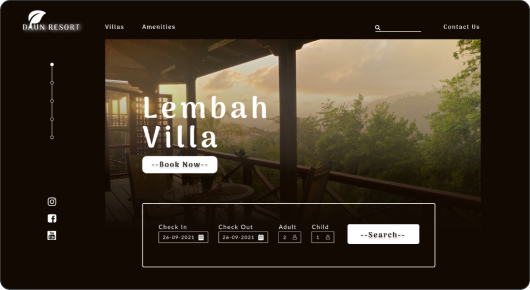 DAUN RESORT
Villas
Amenities
Contact Us
Lembah
Villa
--Book Now--
Check In
Check Out
Adult
Child
26-09-2021
26-09-2021
2
1
--Search--